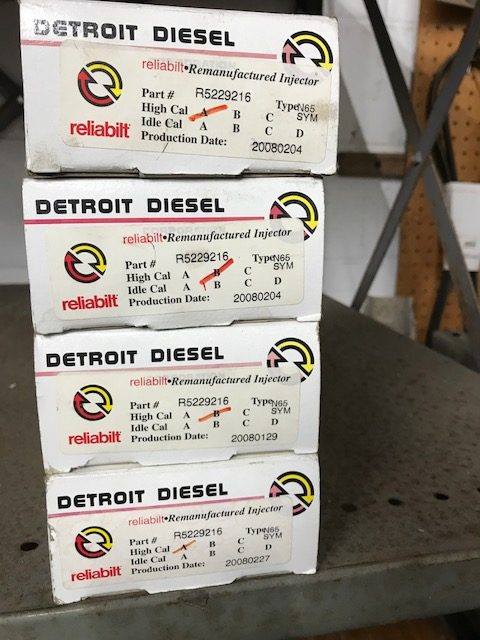 DETROIT DIESEL
reliabilt•Remanufactured Injector
Part # R5229216 Type N65
High Cal A B C SYM
Idle Cal A B C D
reliabilt
Production Date: 20080204
DETROIT DIESEL
reliabilt•Remanufactured Injector
Part # R5229216 Type N65
High Cal A B C SYM
Idle Cal A B C D
reliabilt
Production Date: 20080204
DETROIT DIESEL
reliabilt•Remanufactured Injector
Part # R5229216 Type N65
High Cal A B C SYM
Idle Cal A B C D
reliabilt
Production Date: 20080129
DETROIT DIESEL
reliabilt•Remanufactured Injector
Part # R5229216 Type N65
High Cal A B C SYM
Idle Cal A B C D
reliabilt
Production Date: 20080227